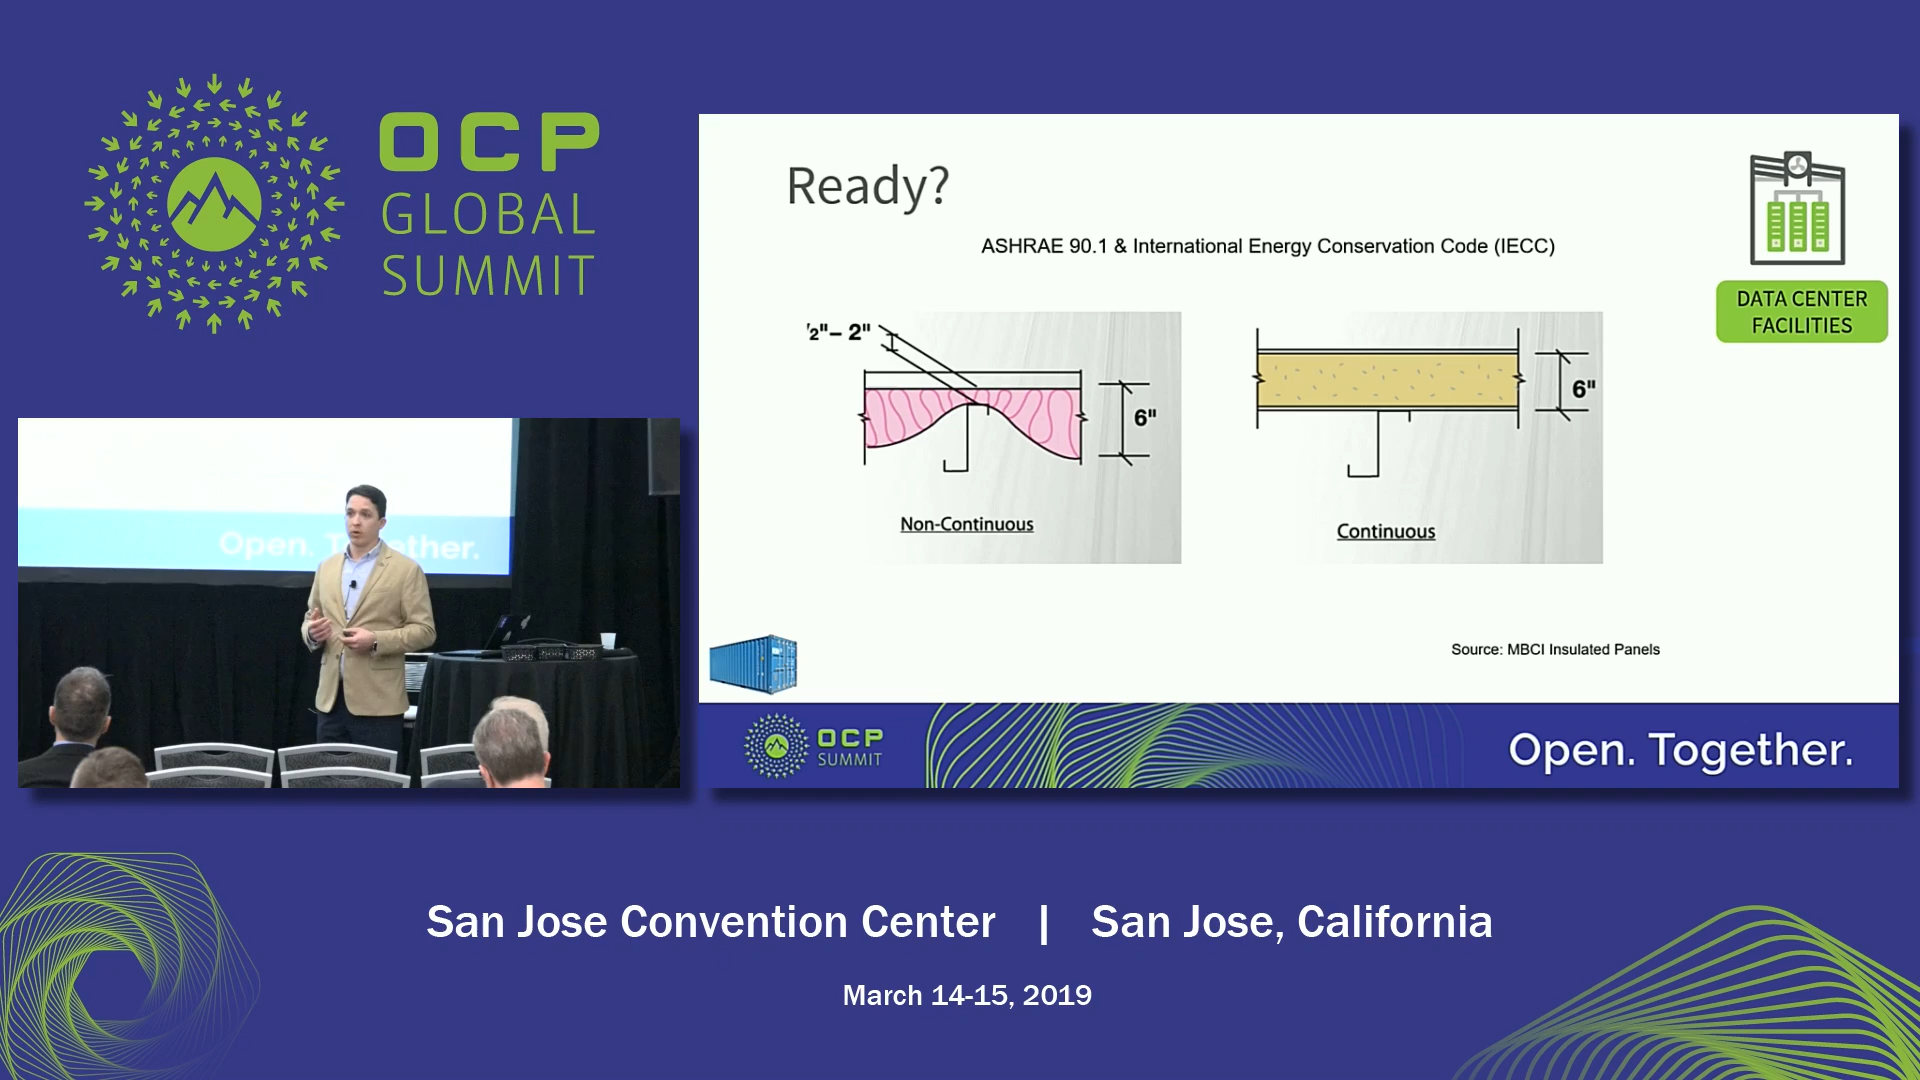 OCP
GLOBAL
SUMMIT
Ready?
ASHRAE 90.1 & International Energy Conservation Code (IECC)
DATA CENTER
FACILITIES
/2"– 2"
6"
Non-Continuous
6"
Continuous
Source: MBCI Insulated Panels
OCP
SUMMIT
Open. Together.
Open. T ether.
San Jose Convention Center | San Jose, California
March 14-15, 2019